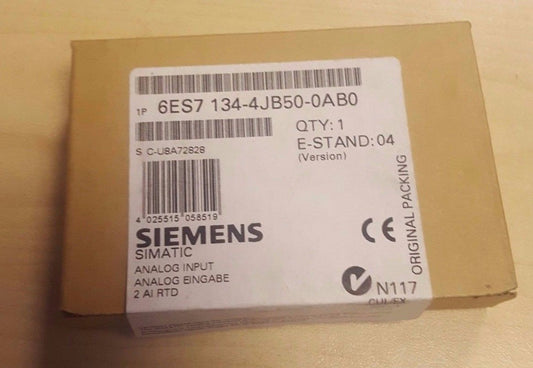 1P 6ES7 134-4JB50-0AB0
QTY: 1
E-STAND: 04
(Version)
S C-U8A72828
4 025515 058519
SIEMENS
SIMATIC
ANALOG INPUT
ANALOG EINGABE
2 AI RTD
CE
ORIGINAL PACKING
N117